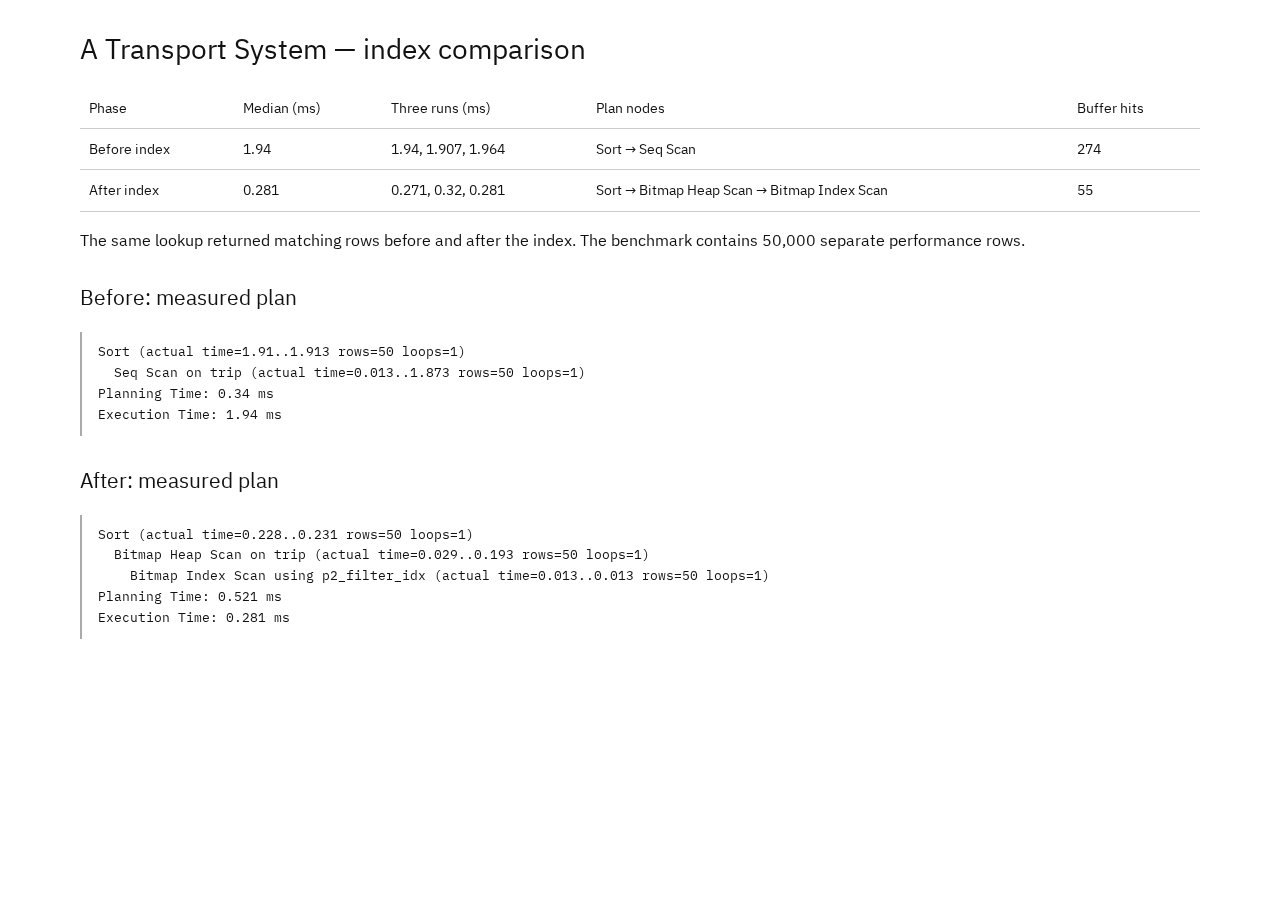 A Transport System — index comparison
Phase Median (ms) Three runs (ms) Plan nodes Buffer hits
Before index 1.94 1.94, 1.907, 1.964 Sort → Seq Scan 274
After index 0.281 0.271, 0.32, 0.281 Sort → Bitmap Heap Scan → Bitmap Index Scan 55
The same lookup returned matching rows before and after the index. The benchmark contains 50,000 separate performance rows.
Before: measured plan
Sort (actual time=1.91..1.913 rows=50 loops=1)
  Seq Scan on trip (actual time=0.013..1.873 rows=50 loops=1)
Planning Time: 0.34 ms
Execution Time: 1.94 ms
After: measured plan
Sort (actual time=0.228..0.231 rows=50 loops=1)
  Bitmap Heap Scan on trip (actual time=0.029..0.193 rows=50 loops=1)
    Bitmap Index Scan using p2_filter_idx (actual time=0.013..0.013 rows=50 loops=1)
Planning Time: 0.521 ms
Execution Time: 0.281 ms